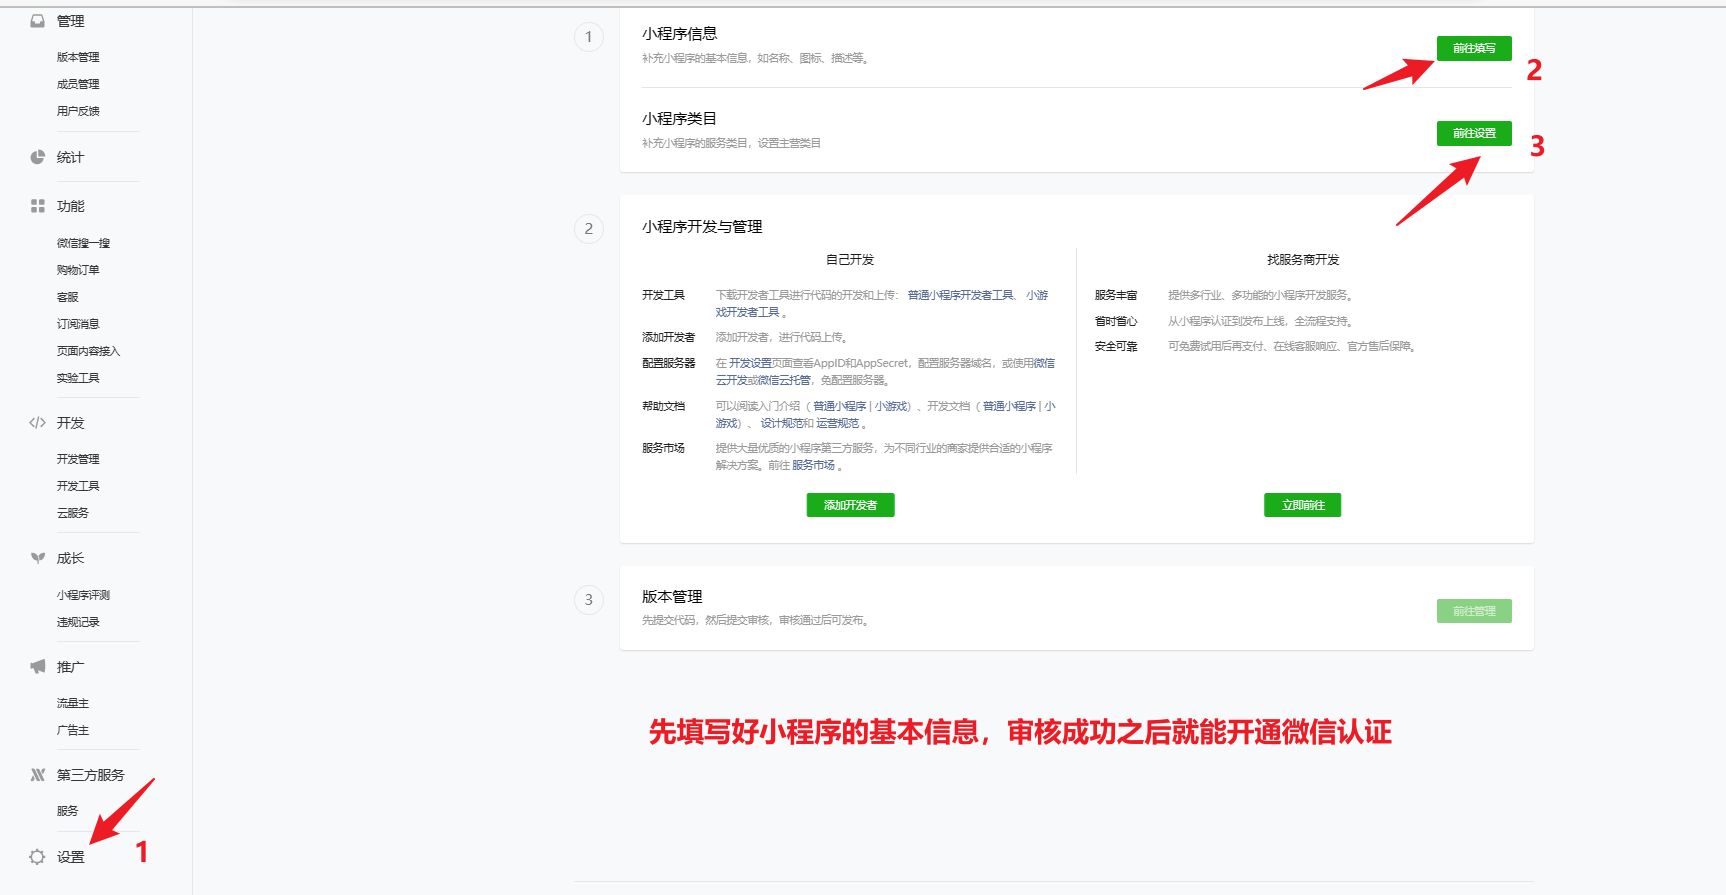 管理
版本管理
成员管理
用户反馈
统计
功能
微信搜一搜
购物订单
客服
订阅消息
页面内容接入
实验工具
开发
开发管理
开发工具
云服务
成长
小程序评测
违规记录
推广
流量主
广告主
第三方服务
服务
设置
1
1
小程序信息
补充小程序的基本信息，如名称、图标、描述等。
前往填写
2
小程序类目
补充小程序的服务类目，设置主营类目
前往设置
3
2
小程序开发与管理
自己开发
开发工具
下载开发者工具进行代码的开发和上传： 普通小程序开发者工具、 小游
戏开发者工具 。
添加开发者
添加开发者，进行代码上传。
配置服务器
在 开发设置页面查看AppID和AppSecret，配置服务器域名，或使用微信
云开发或微信云托管，免配置服务器。
帮助文档
可以阅读入门介绍（ 普通小程序 | 小游戏）、开发文档（ 普通小程序 | 小
游戏）、 设计规范和 运营规范 。
服务市场
提供大量优质的小程序第三方服务，为不同行业的商家提供合适的小程序
解决方案。前往 服务市场 。
添加开发者
找服务商开发
服务丰富
提供多行业、多功能的小程序开发服务。
省时省心
从小程序认证到发布上线，全流程支持。
安全可靠
可免费试用后再支付、在线客服响应、官方售后保障。
立即前往
3
版本管理
先提交代码，然后提交审核，审核通过后可发布。
前往管理
先填写好小程序的基本信息，审核成功之后就能开通微信认证